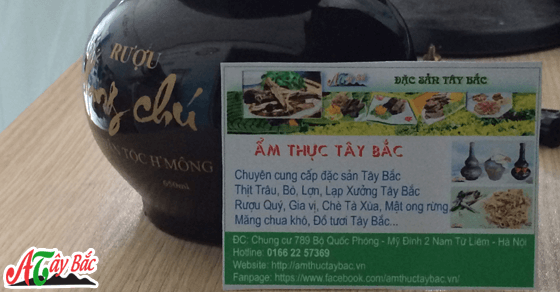 RƯỢU
chú
TỘC H'MÔNG
650ml
Tây Bắc
ĐẶC SẢN TÂY BẮC
ẨM THỰC TÂY BẮC
Chuyên cung cấp đặc sản Tây Bắc
Thịt Trâu, Bò, Lợn, Lạp Xưởng Tây Bắc
Rượu Quý, Gia vị, Chè Tà Xùa, Mật ong rừng
Măng chua khô, Đồ tươi Tây Bắc...
ĐC: Chung cư 789 Bộ Quốc Phòng - Mỹ Đình 2 Nam Từ Liêm - Hà Nội
Hotline: 0166 22 57369
Website: http://amthuctaybac.vn/
Fanpage: https://www.facebook.com/amthuctaybac.vn/
ATây Bắc